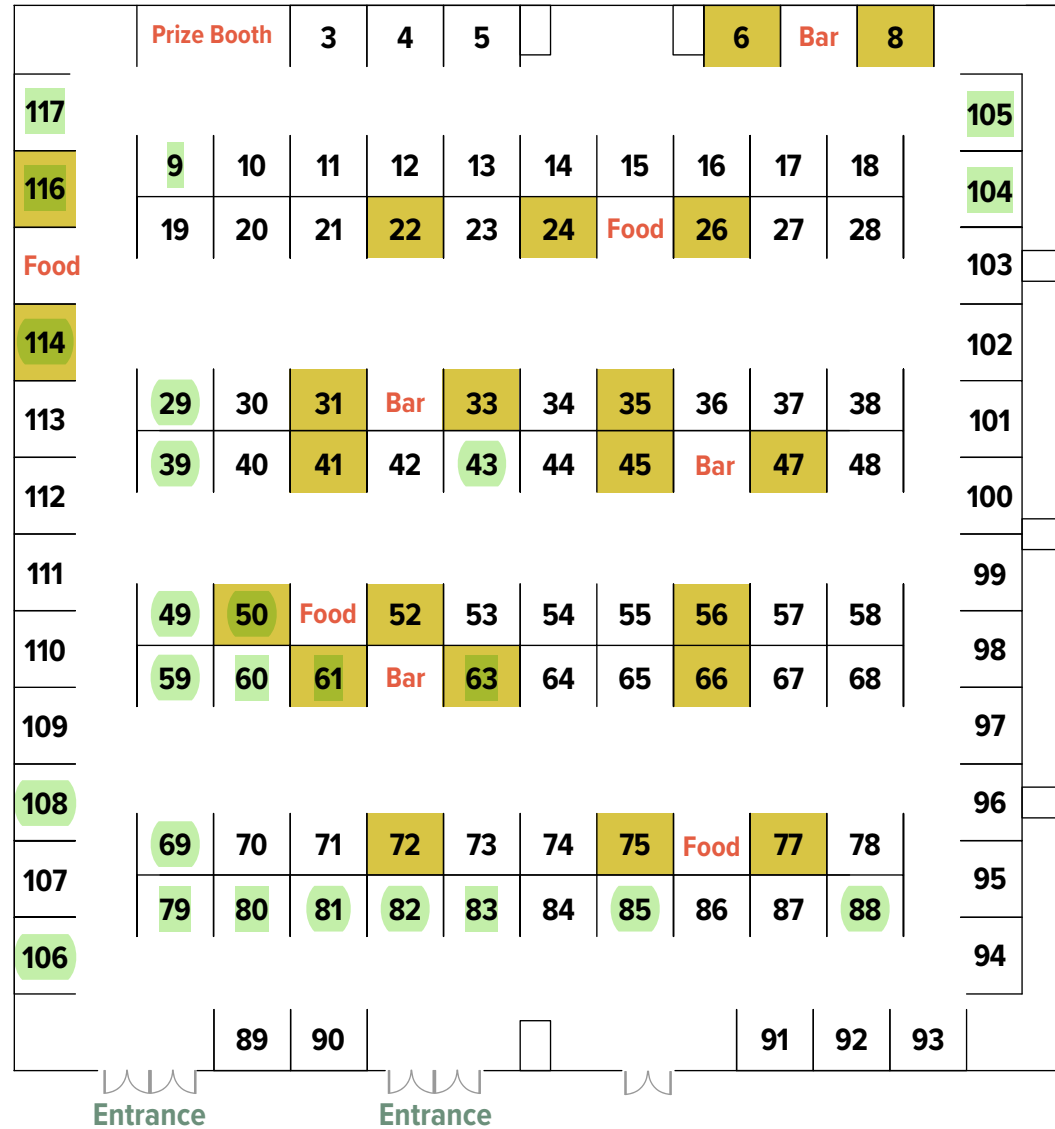 Prize Booth 3 4 5 6 Bar 8
117 105
9 10 11 12 13 14 15 16 17 18
116 104
19 20 21 22 23 24 Food 26 27 28
Food 103
114 102
29 30 31 Bar 33 34 35 36 37 38
113 101
39 40 41 42 43 44 45 Bar 47 48
112 100
111 99
49 50 Food 52 53 54 55 56 57 58
110 98
59 60 61 Bar 63 64 65 66 67 68
109 97
108 96
69 70 71 72 73 74 75 Food 77 78
107 95
79 80 81 82 83 84 85 86 87 88
106 94
89 90 91 92 93
Entrance Entrance